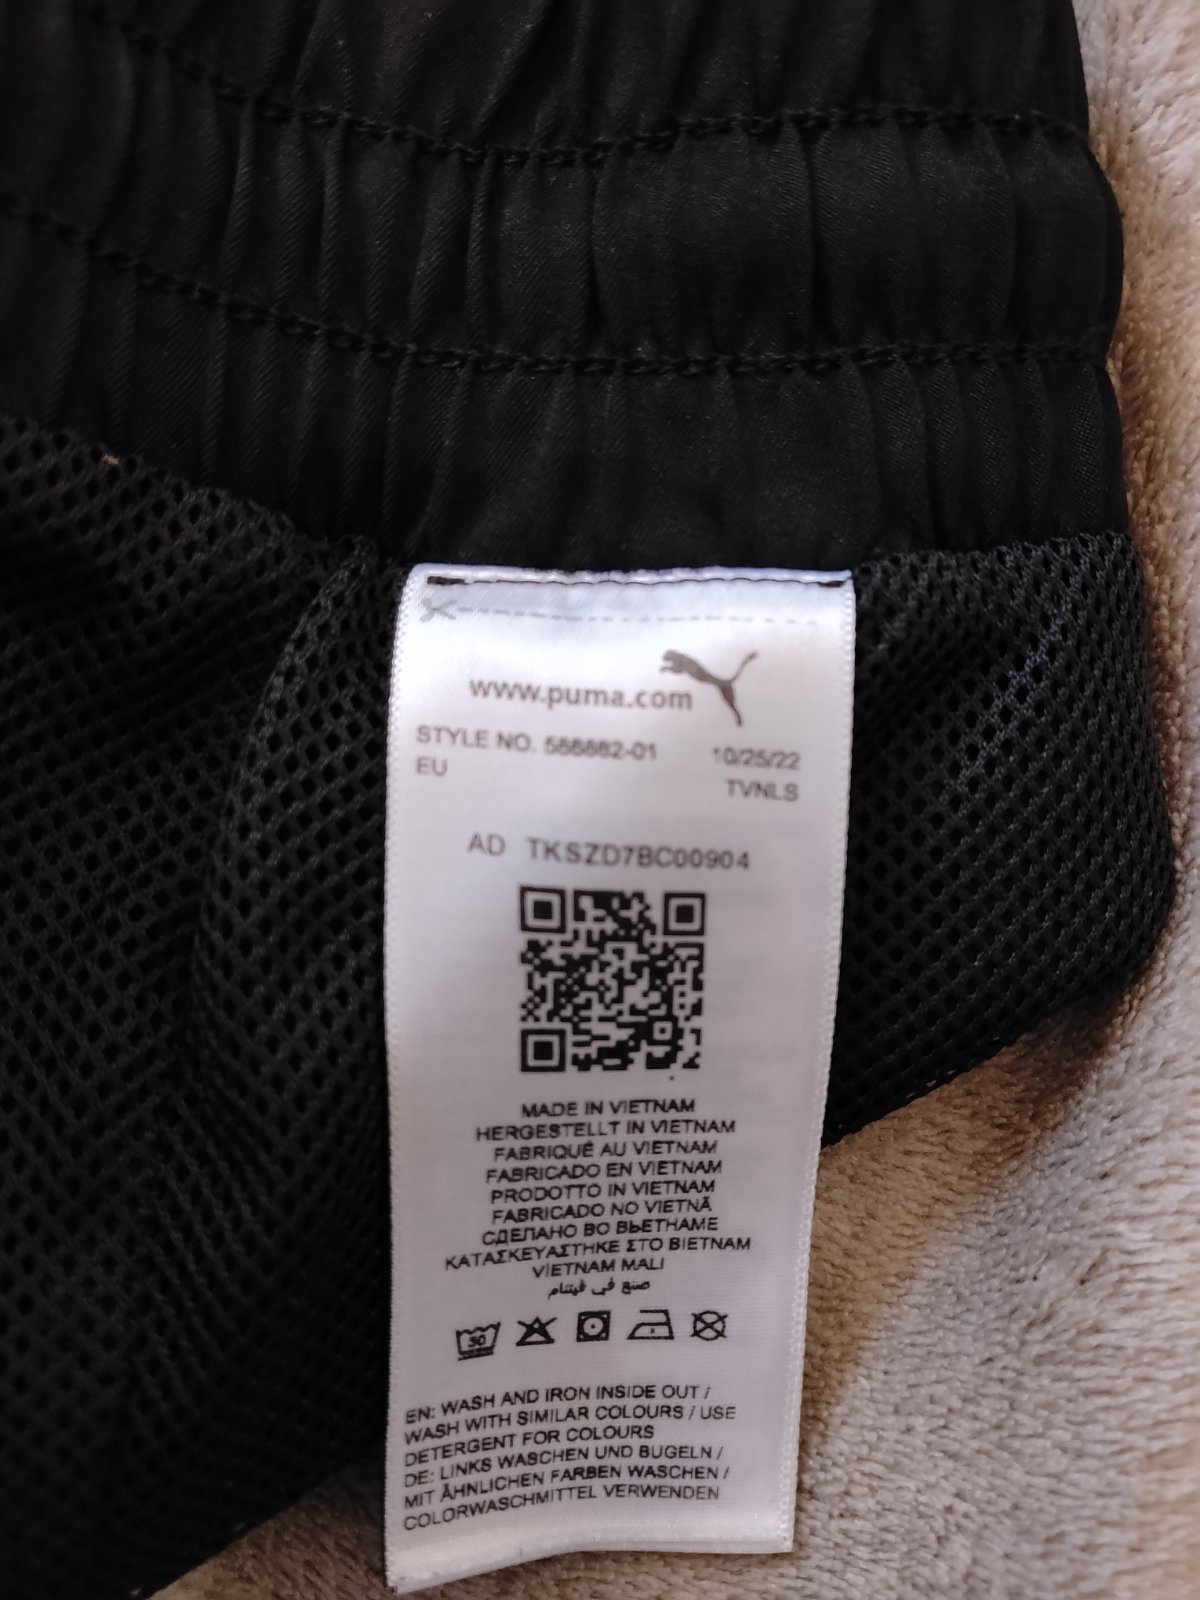 www.puma.com
STYLE NO. 586882-01 10/25/22
EU TVNLS
AD TKSZD7BC00904
MADE IN VIETNAM
HERGESTELLT IN VIETNAM
FABRIQUÉ AU VIETNAM
FABRICADO EN VIETNAM
PRODOTTO IN VIETNAM
FABRICADO NO VIETNÃ
СДЕЛАНО ВО ВЬЕТНАМЕ
ΚΑΤΑΣΚΕΥΑΣΤΗΚΕ ΣΤΟ ΒΙΕΤΝΑΜ
VIETNAM MALI
صنع في فيتنام
30
EN: WASH AND IRON INSIDE OUT /
WASH WITH SIMILAR COLOURS / USE
DETERGENT FOR COLOURS
DE: LINKS WASCHEN UND BUGELN /
MIT ÄHNLICHEN FARBEN WASCHEN /
COLORWASCHMITTEL VERWENDEN